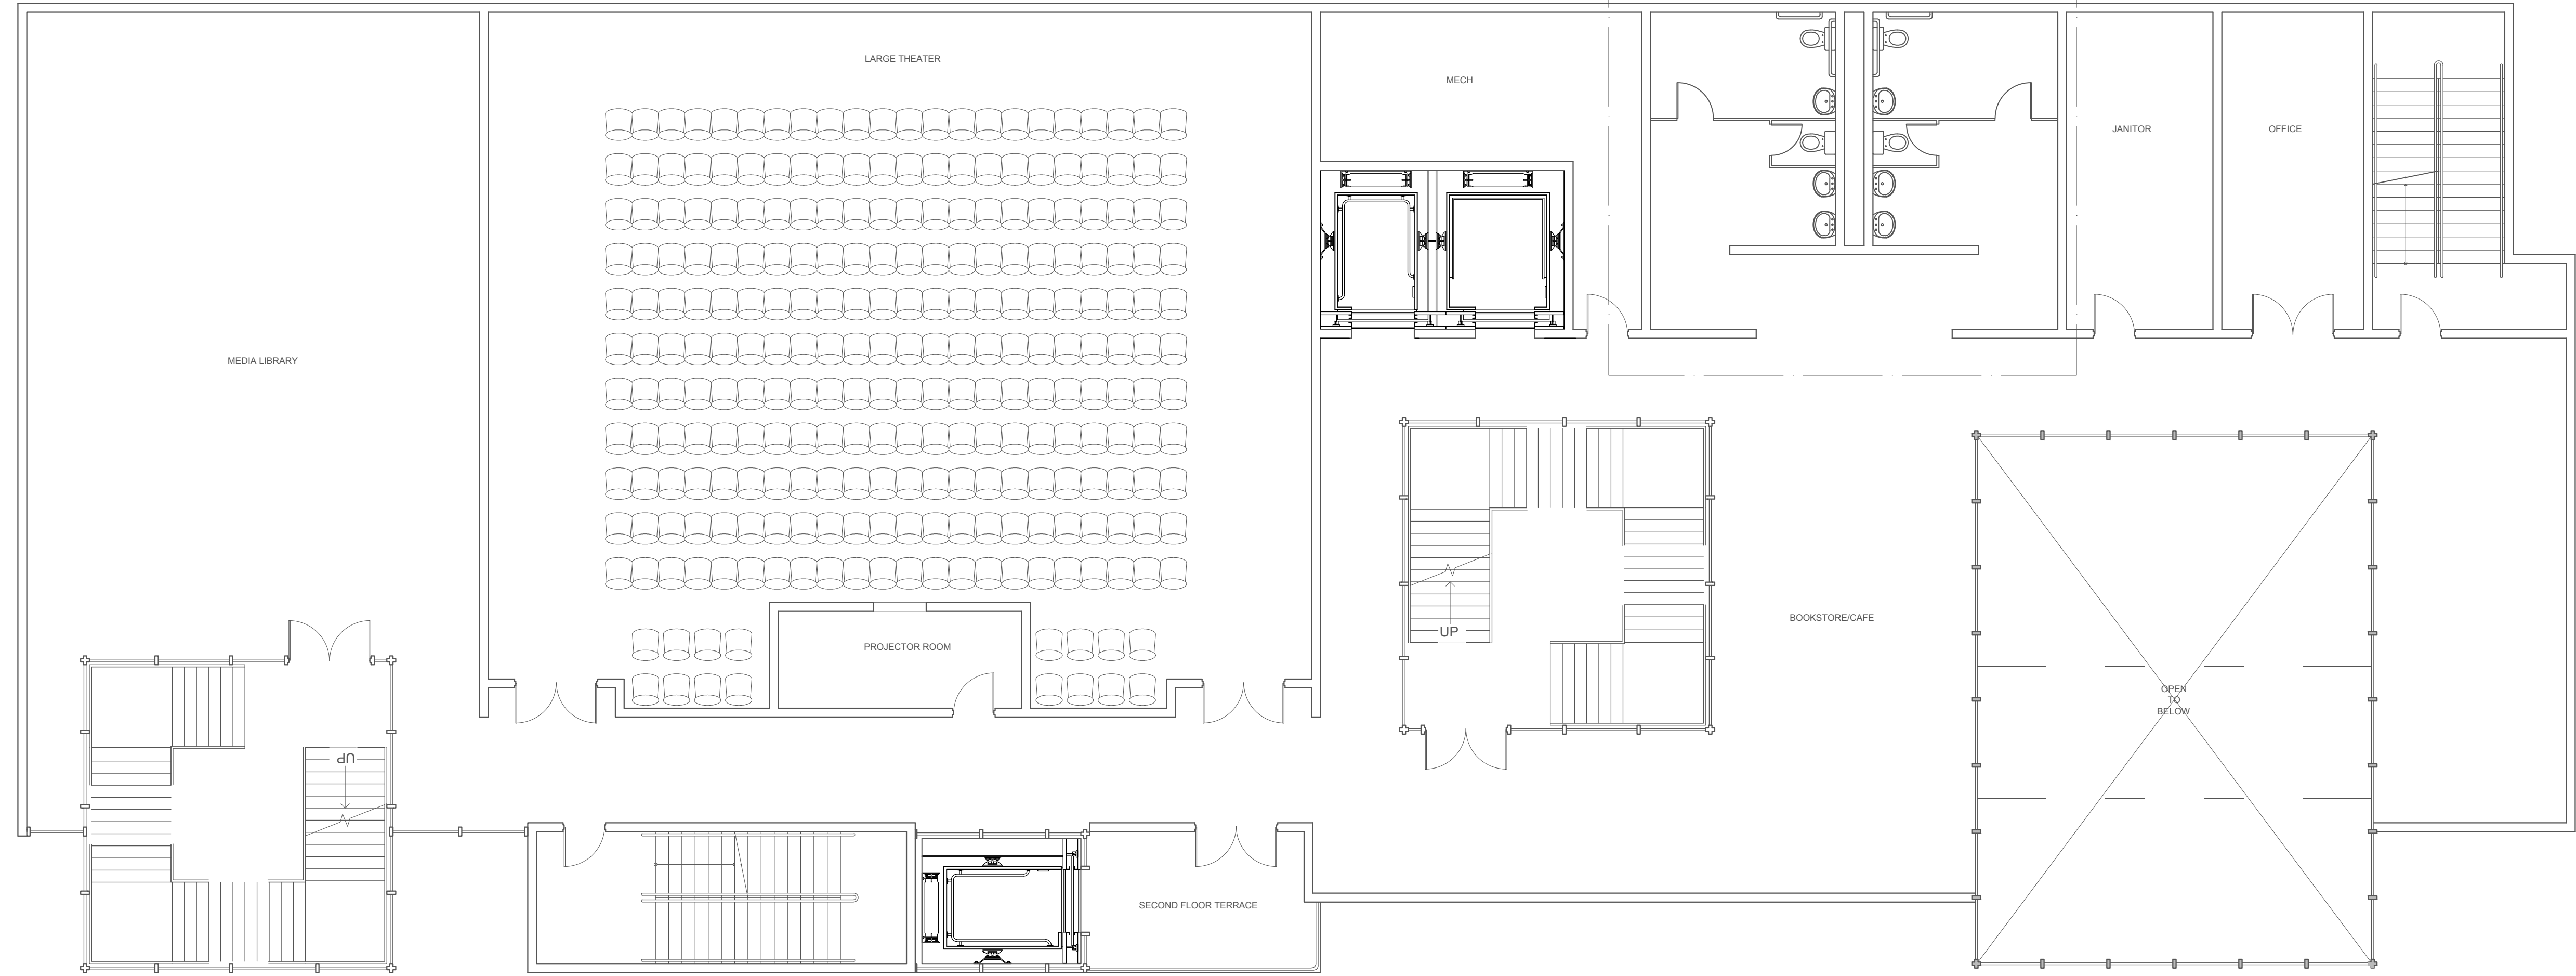 LARGE THEATER
MECH
JANITOR
OFFICE
MEDIA LIBRARY
BOOKSTORE/CAFE
UP
PROJECTOR ROOM
OPEN
TO
BELOW
UP
SECOND FLOOR TERRACE